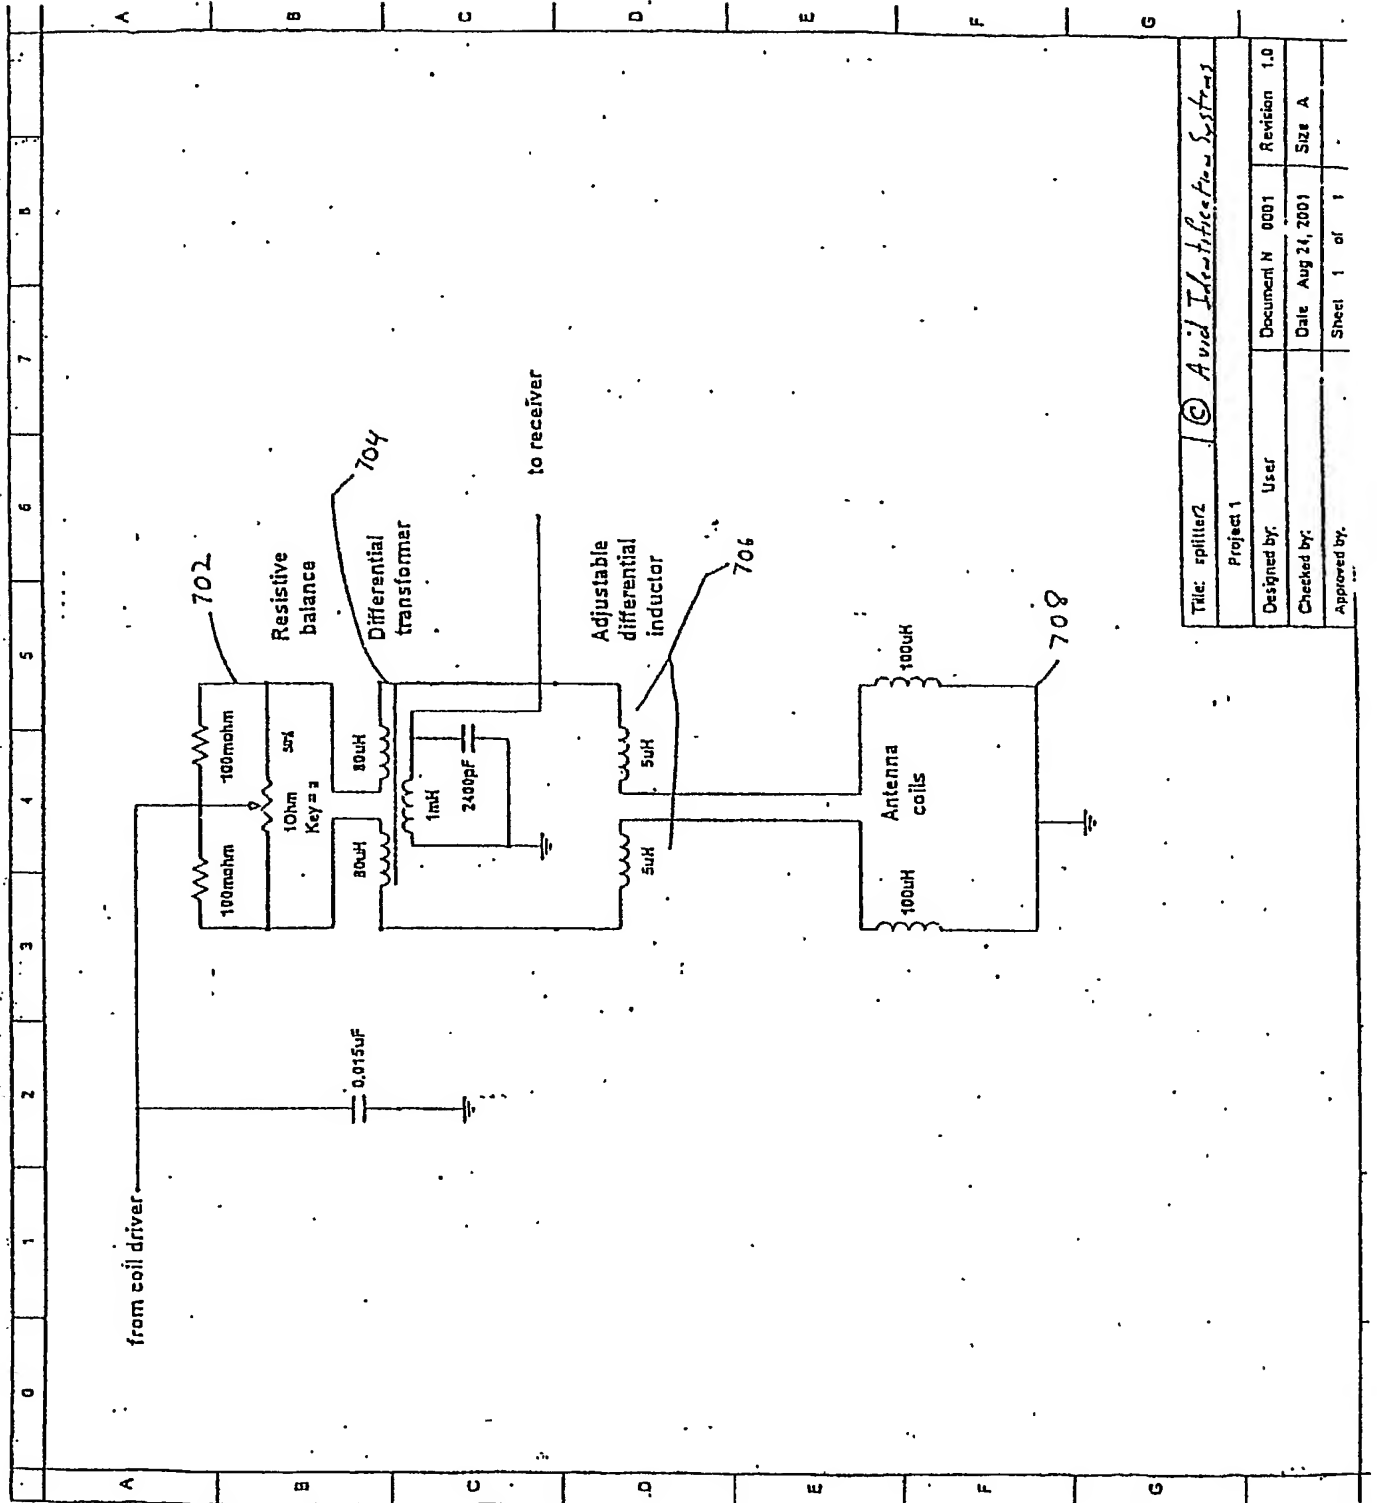 A B C D E F G
0 1 2 3 4 5 6 7 8
from coil driver
0.015uF
100mohm
100mohm
1Ohm
Key = a
50%
702
Resistive
balance
80uH
80uH
704
Differential
transformer
1mH
2400pF
to receiver
Adjustable
differential
inductor
5uH
5uH
706
Antenna
coils
100uH
100uH
708
A B C D E F G
Title: splitter2
© Avid Identification Systems
Project 1
Designed by: User
Document N 0001
Revision 1.0
Checked by:
Date Aug 24, 2001
Size A
Approved by:
Sheet 1 of 1